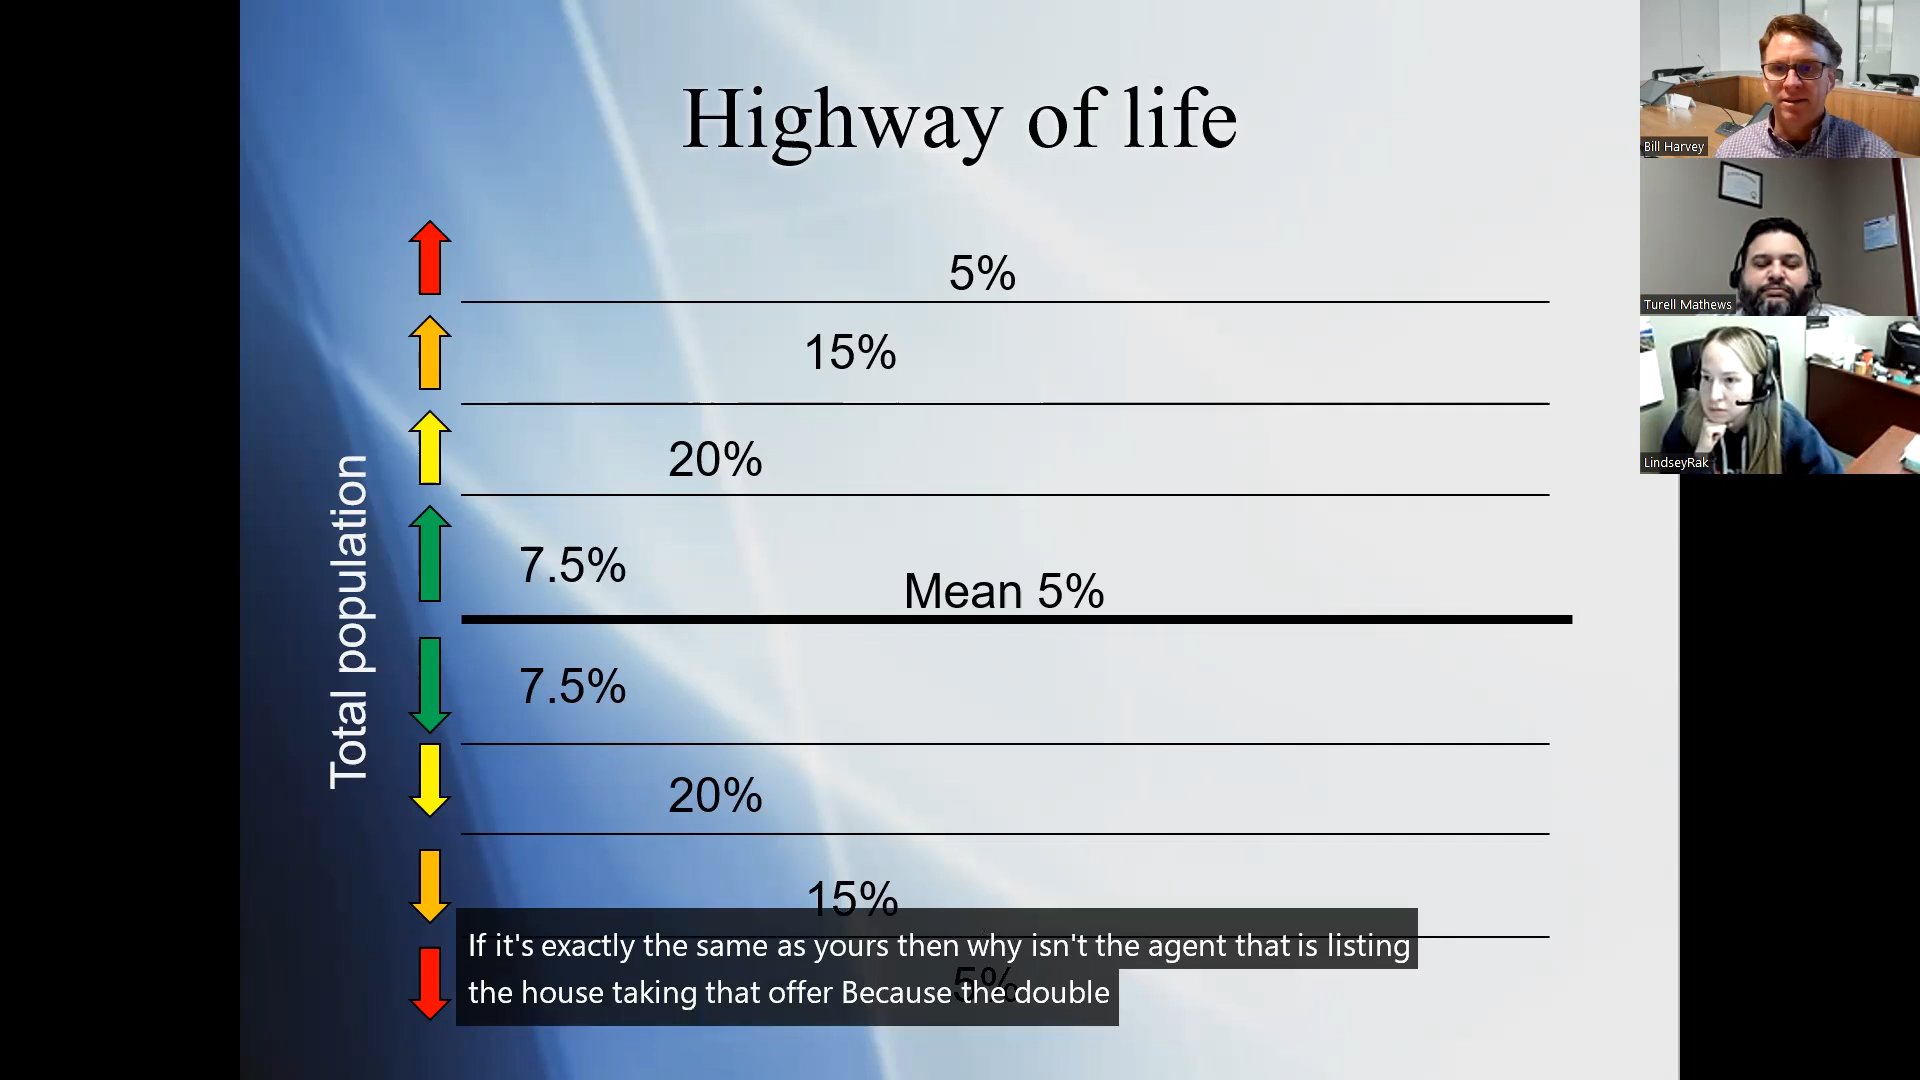 Highway of life
5%
15%
20%
7.5%
Mean 5%
7.5%
20%
15%
5%
Total population
If it's exactly the same as yours then why isn't the agent that is listing
the house taking that offer Because the double
Bill Harvey
Turell Mathews
LindseyRak